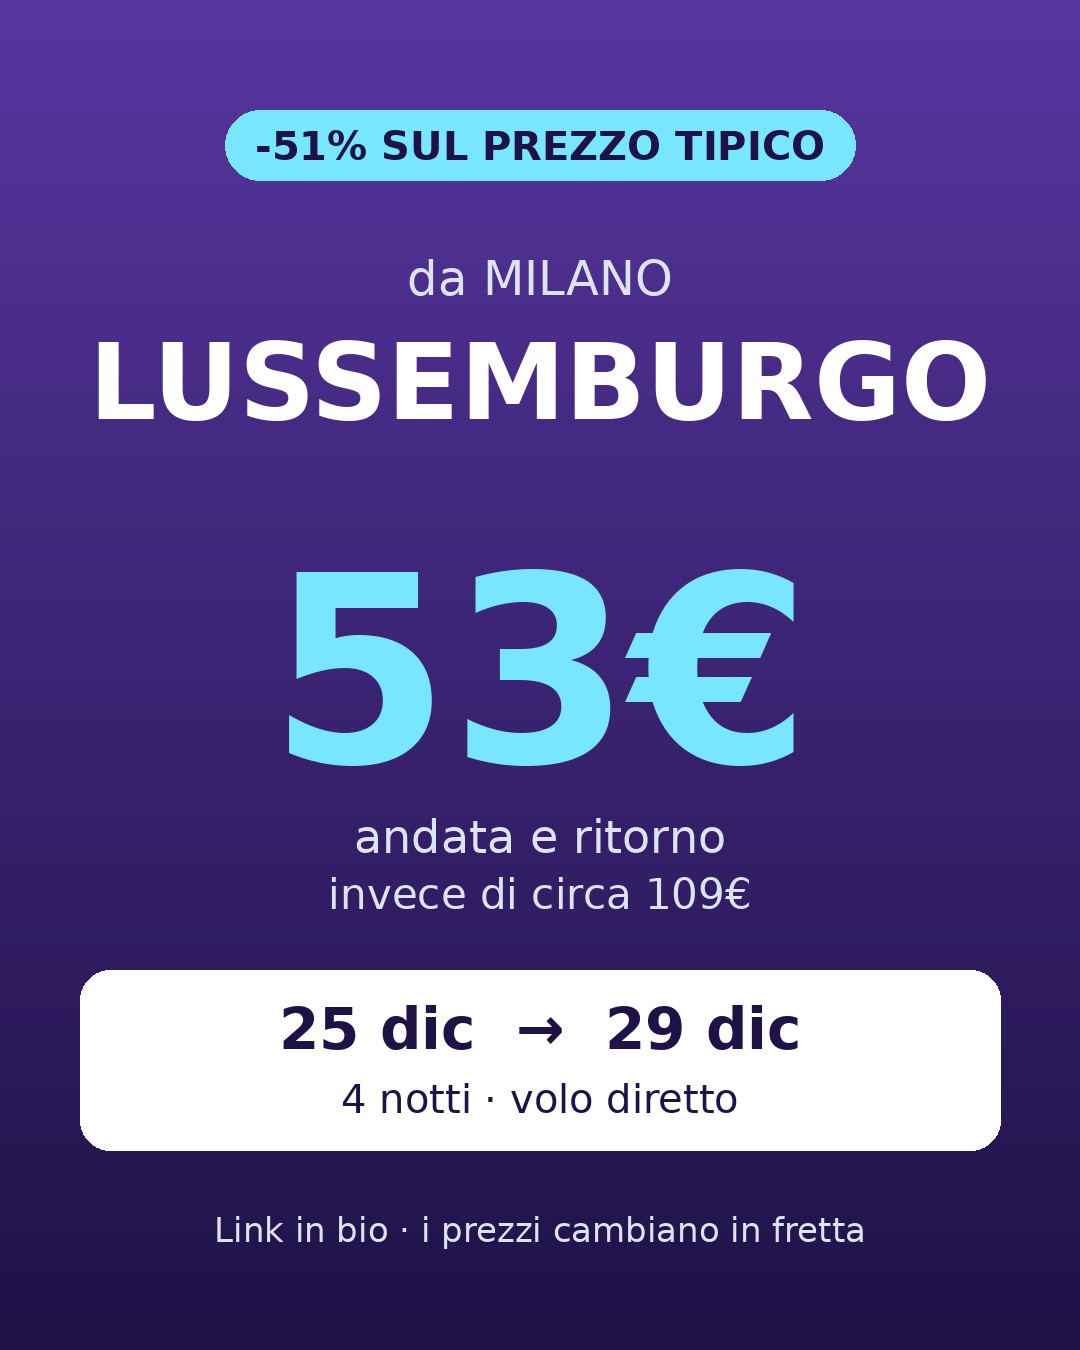 -51% SUL PREZZO TIPICO
da MILANO
LUSSEMBURGO
53€
andata e ritorno
invece di circa 109€
25 dic → 29 dic
4 notti · volo diretto
Link in bio · i prezzi cambiano in fretta